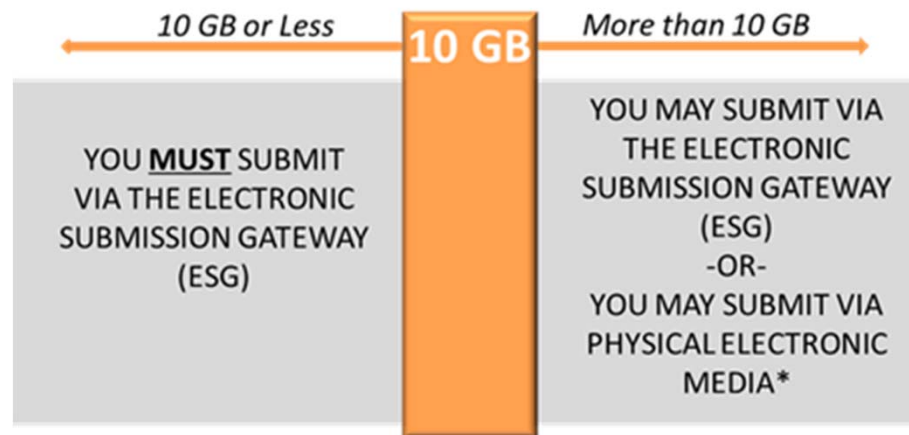 10 GB or Less
10 GB
More than 10 GB
YOU MUST SUBMIT
VIA THE ELECTRONIC
SUBMISSION GATEWAY
(ESG)
YOU MAY SUBMIT VIA
THE ELECTRONIC
SUBMISSION GATEWAY
(ESG)
-OR-
YOU MAY SUBMIT VIA
PHYSICAL ELECTRONIC
MEDIA*